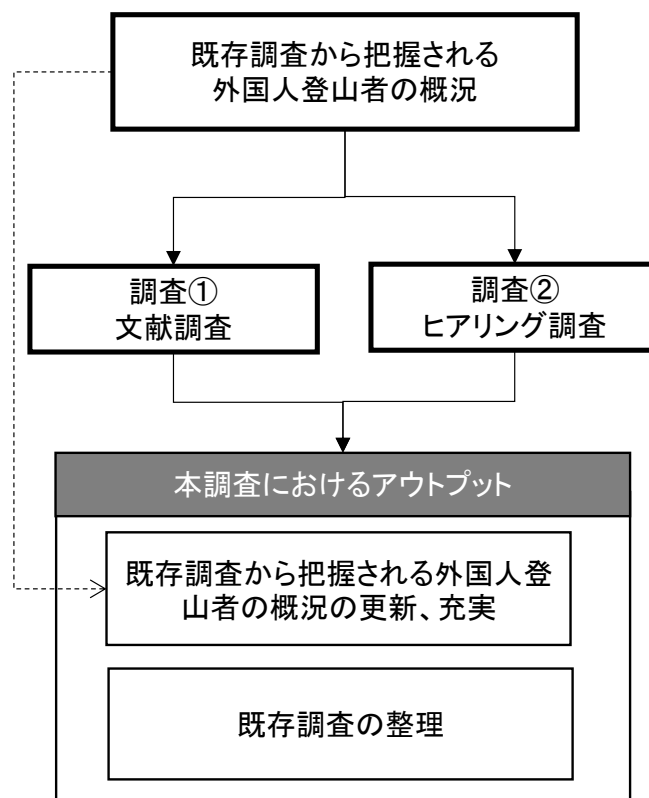 既存調査から把握される
外国人登山者の概況
調査①
文献調査
調査②
ヒアリング調査
本調査におけるアウトプット
既存調査から把握される外国人登
山者の概況の更新、充実
既存調査の整理